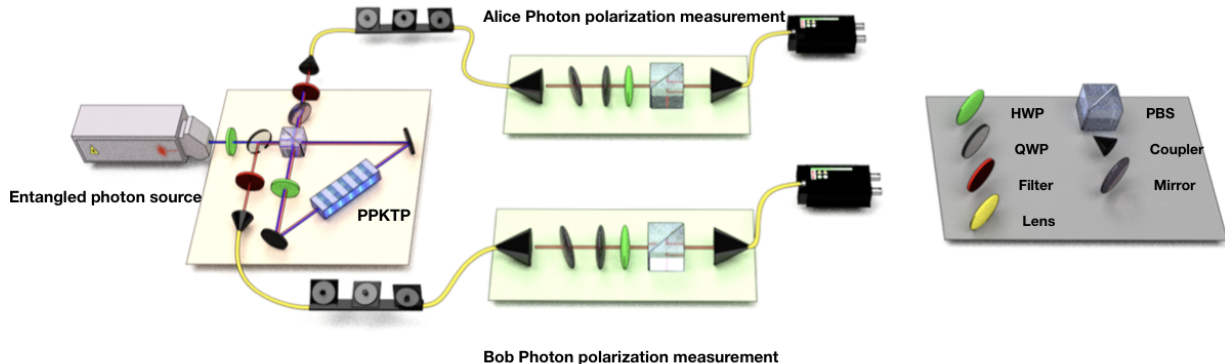 Alice Photon polarization measurement
Entangled photon source
PPKTP
HWP
PBS
QWP
Coupler
Filter
Mirror
Lens
Bob Photon polarization measurement